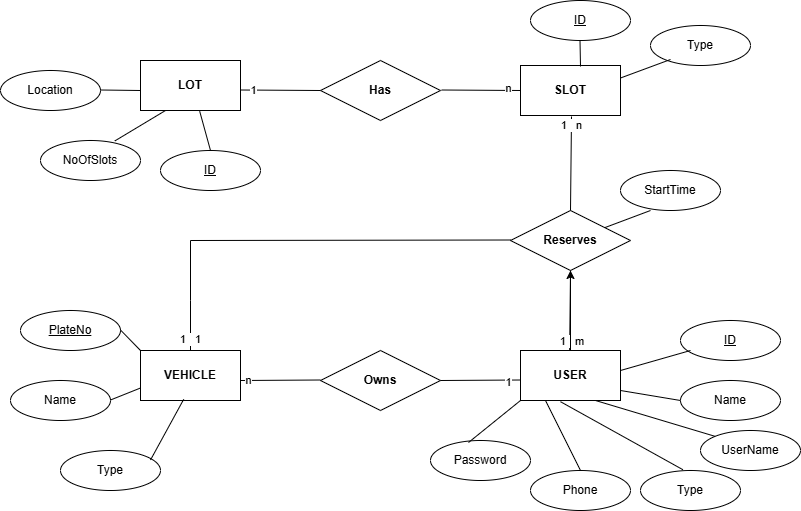 ID
Type
LOT
1
Has
n
SLOT
Location
1 n
NoOfSlots
ID
StartTime
Reserves
PlateNo
1 1
1 m
ID
VEHICLE
n
Owns
1
USER
Name
Name
UserName
Type
Password
Phone
Type